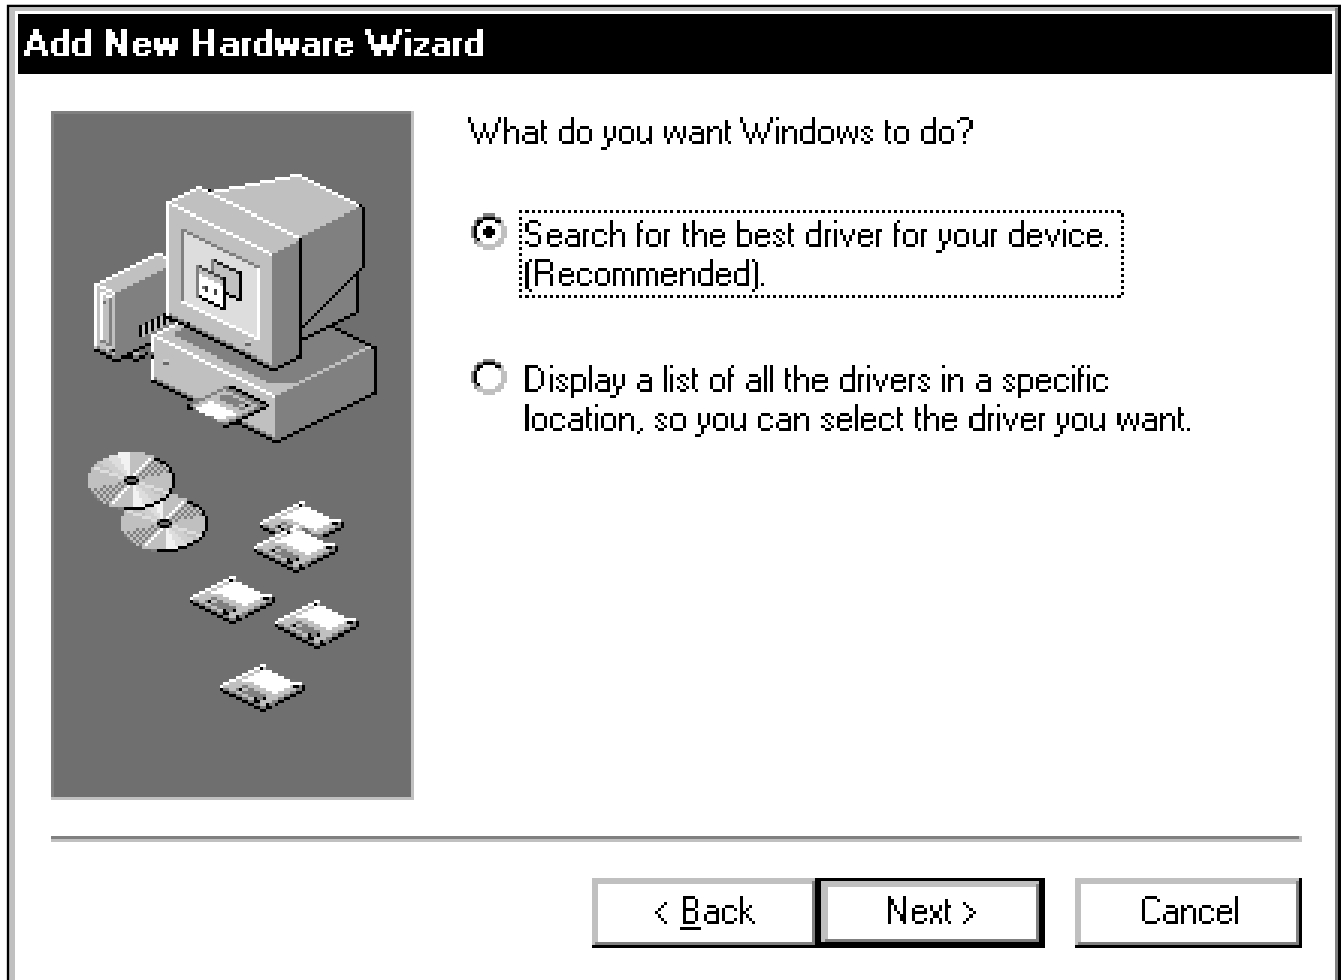 Add New Hardware Wizard
What do you want Windows to do?
Search for the best driver for your device.
(Recommended).
Display a list of all the drivers in a specific
location, so you can select the driver you want.
< Back
Next >
Cancel